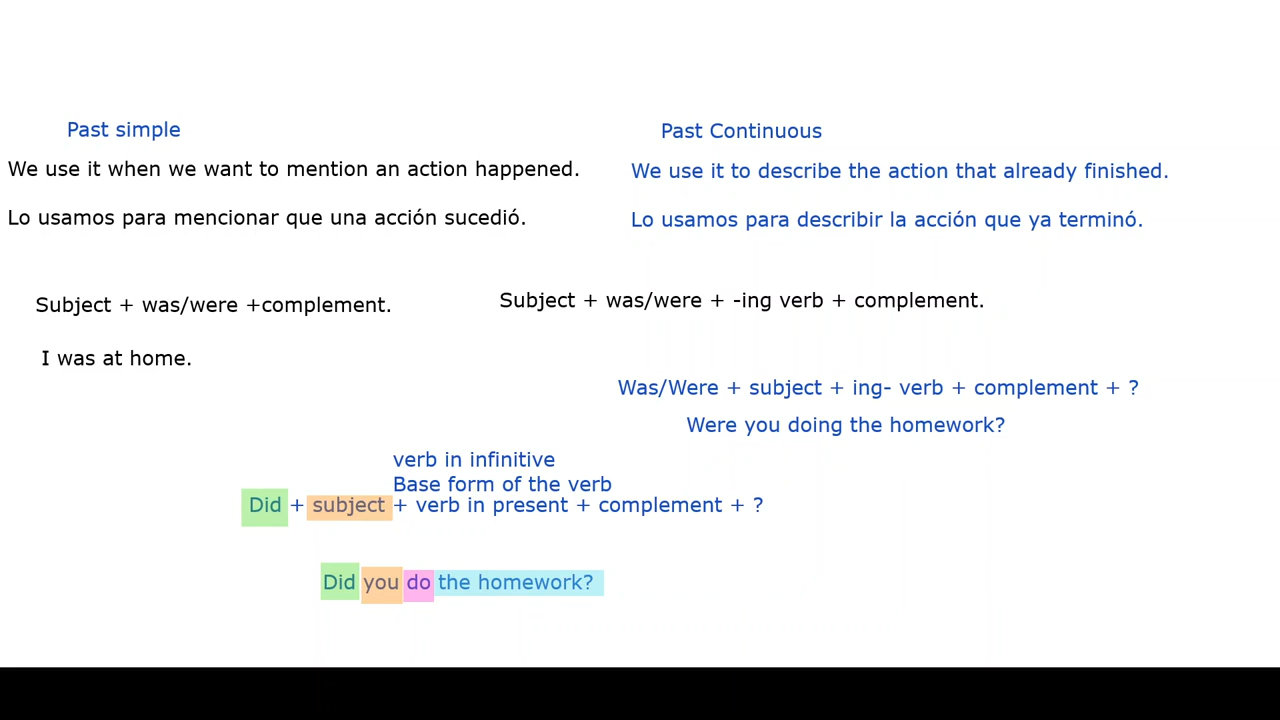 Past simple
We use it when we want to mention an action happened.
Lo usamos para mencionar que una acción sucedió.
Subject + was/were +complement.
I was at home.
Past Continuous
We use it to describe the action that already finished.
Lo usamos para describir la acción que ya terminó.
Subject + was/were + -ing verb + complement.
Was/Were + subject + ing- verb + complement + ?
Were you doing the homework?
verb in infinitive
Base form of the verb
Did + subject + verb in present + complement + ?
Did you do the homework?